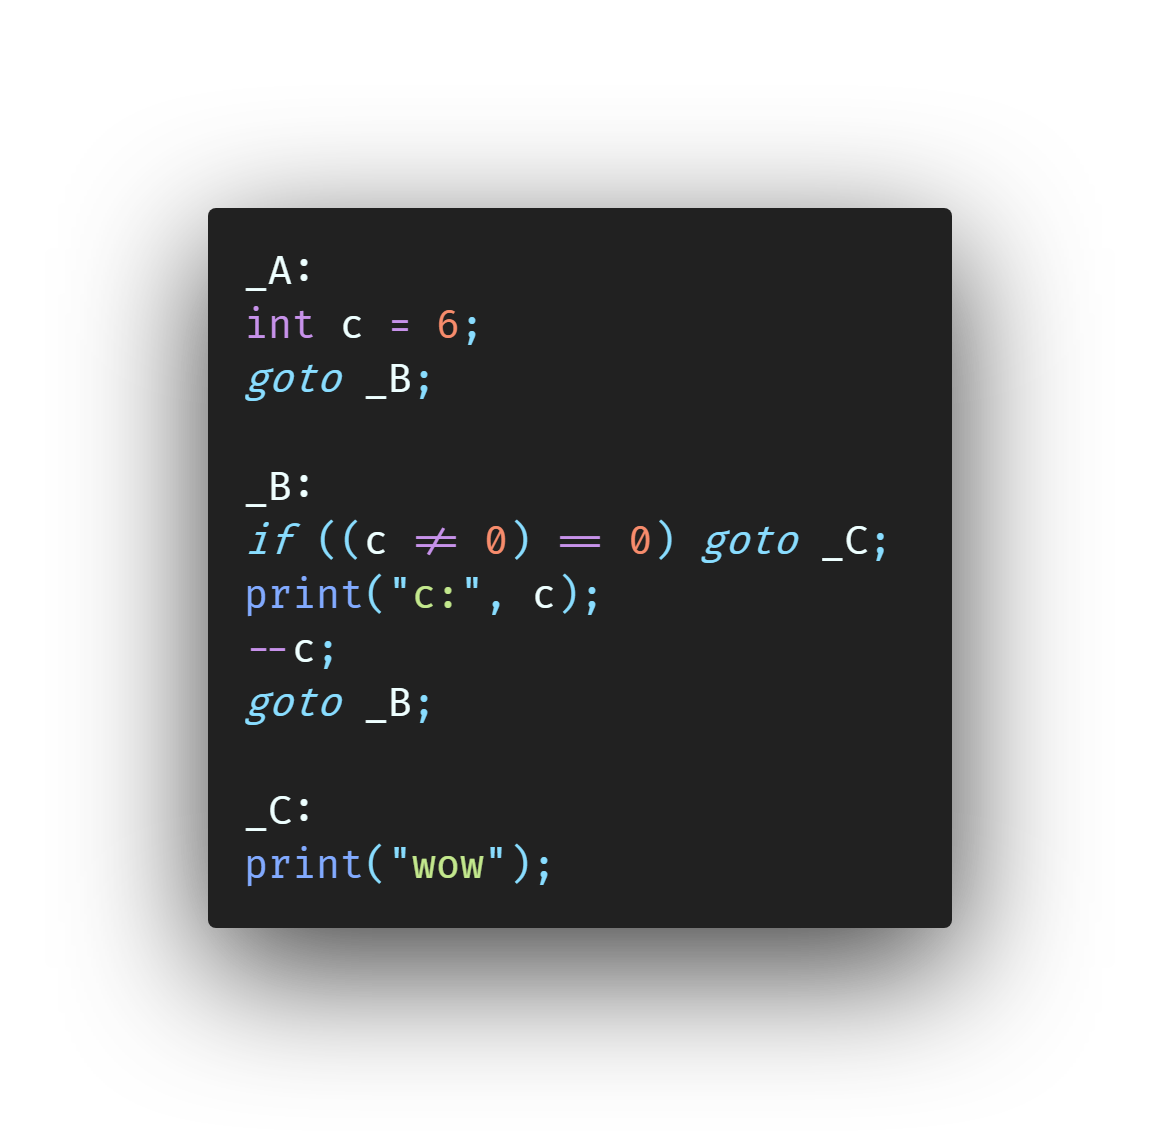 _A:
int c = 6;
goto _B;
_B:
if ((c != 0) == 0) goto _C;
print("c:", c);
--c;
goto _B;
_C:
print("wow");